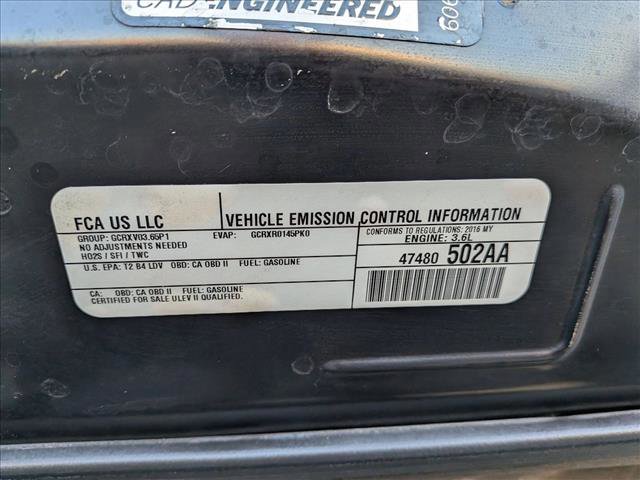 ENGINEERED
FCA US LLC
VEHICLE EMISSION CONTROL INFORMATION
GROUP: GCRXV03.65P1 EVAP: GCRXR0145PK0
NO ADJUSTMENTS NEEDED
HO2S / SFI / TWC
CONFORMS TO REGULATIONS: 2016 MY
ENGINE: 3.6L
U.S. EPA: T2 B4 LDV OBD: CA OBD II FUEL: GASOLINE
47480 502AA
CA: OBD: CA OBD II FUEL: GASOLINE
CERTIFIED FOR SALE ULEV II QUALIFIED.